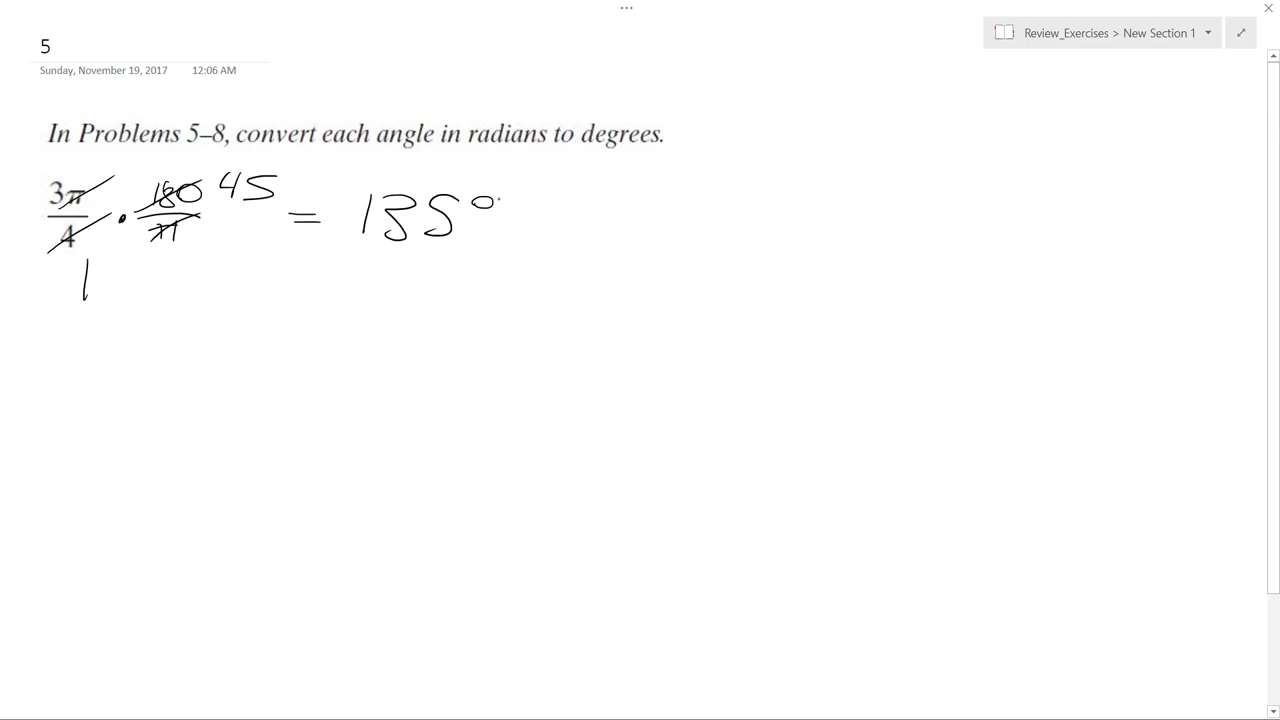 ...
Review_Exercises > New Section 1
5
Sunday, November 19, 2017 12:06 AM
In Problems 5–8, convert each angle in radians to degrees.
3π/4 · 180/π 45 = 135°
1